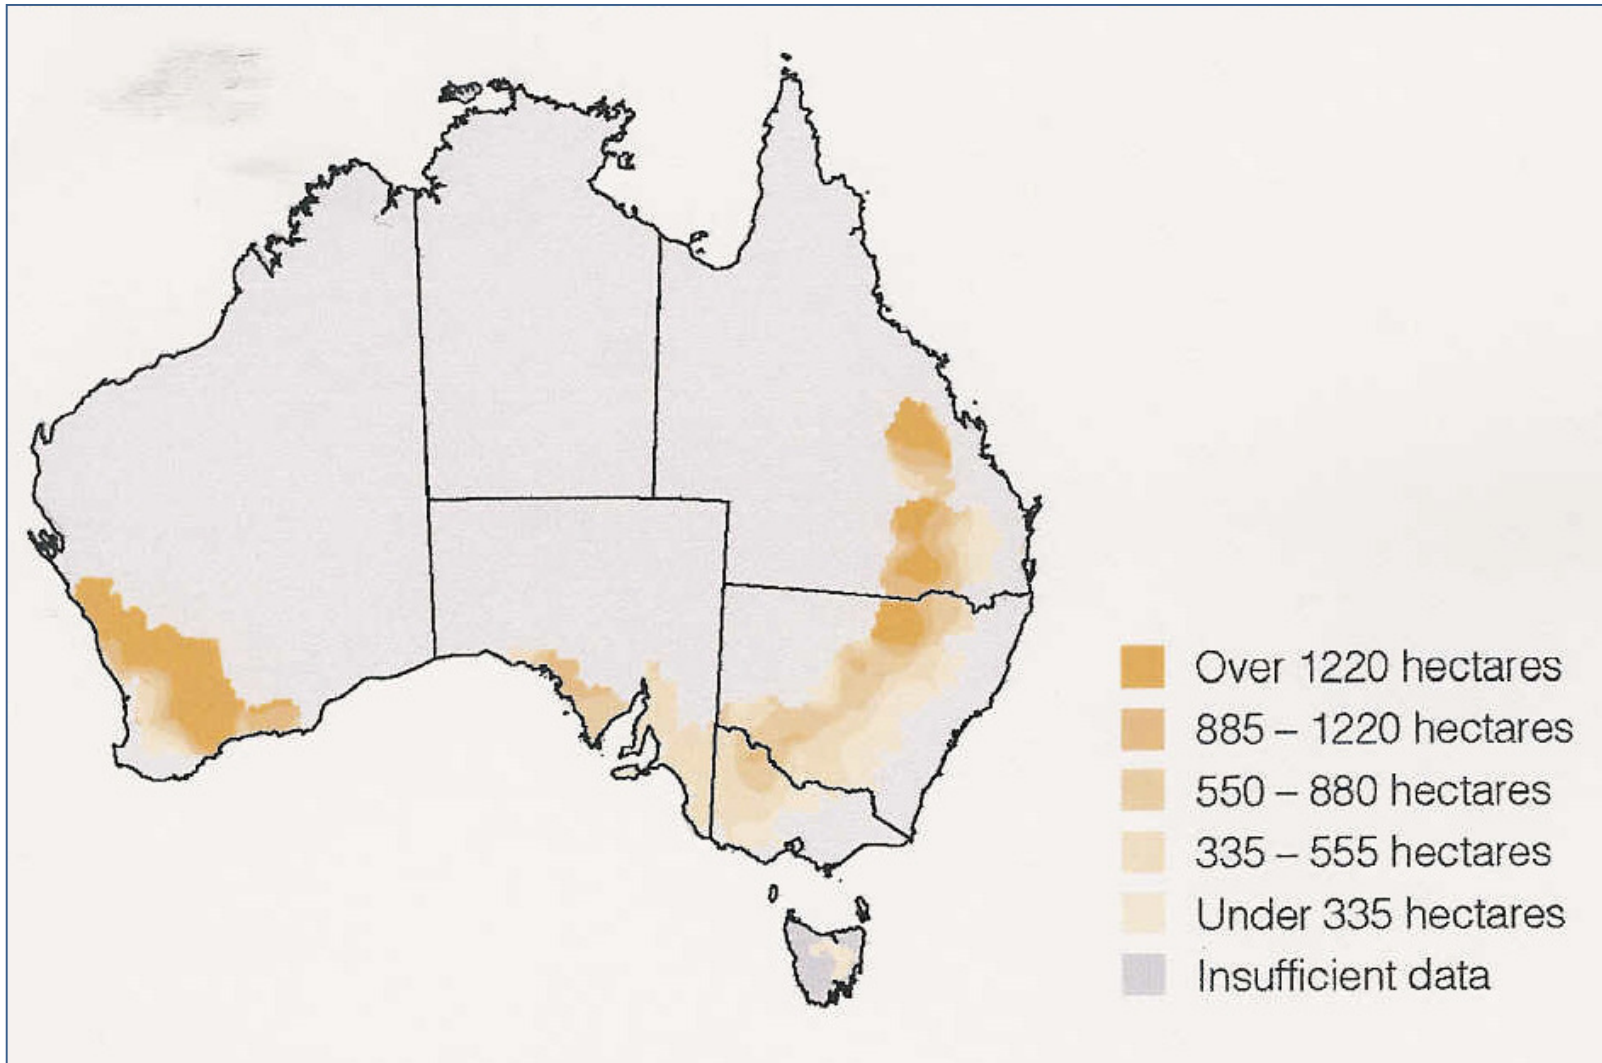 Over 1220 hectares
885 – 1220 hectares
550 – 880 hectares
335 – 555 hectares
Under 335 hectares
Insufficient data